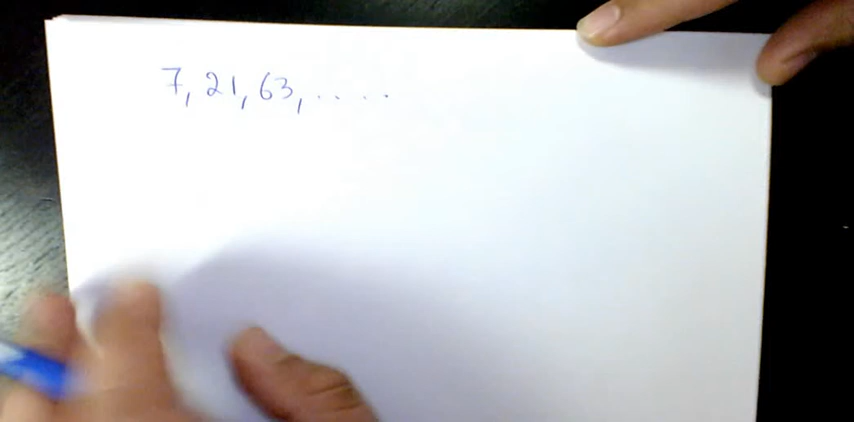 7, 21, 63, ....